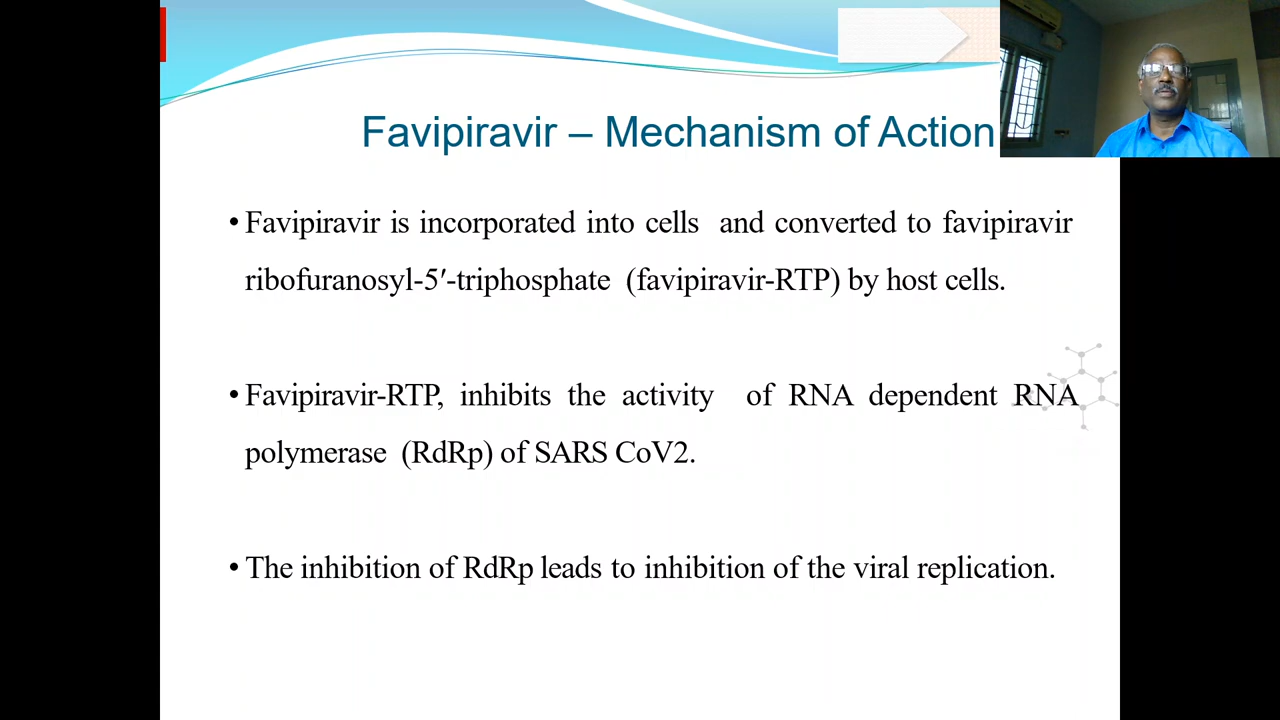 Favipiravir – Mechanism of Action
• Favipiravir is incorporated into cells and converted to favipiravir
ribofuranosyl-5′-triphosphate (favipiravir-RTP) by host cells.
• Favipiravir-RTP, inhibits the activity of RNA dependent RNA
polymerase (RdRp) of SARS CoV2.
• The inhibition of RdRp leads to inhibition of the viral replication.